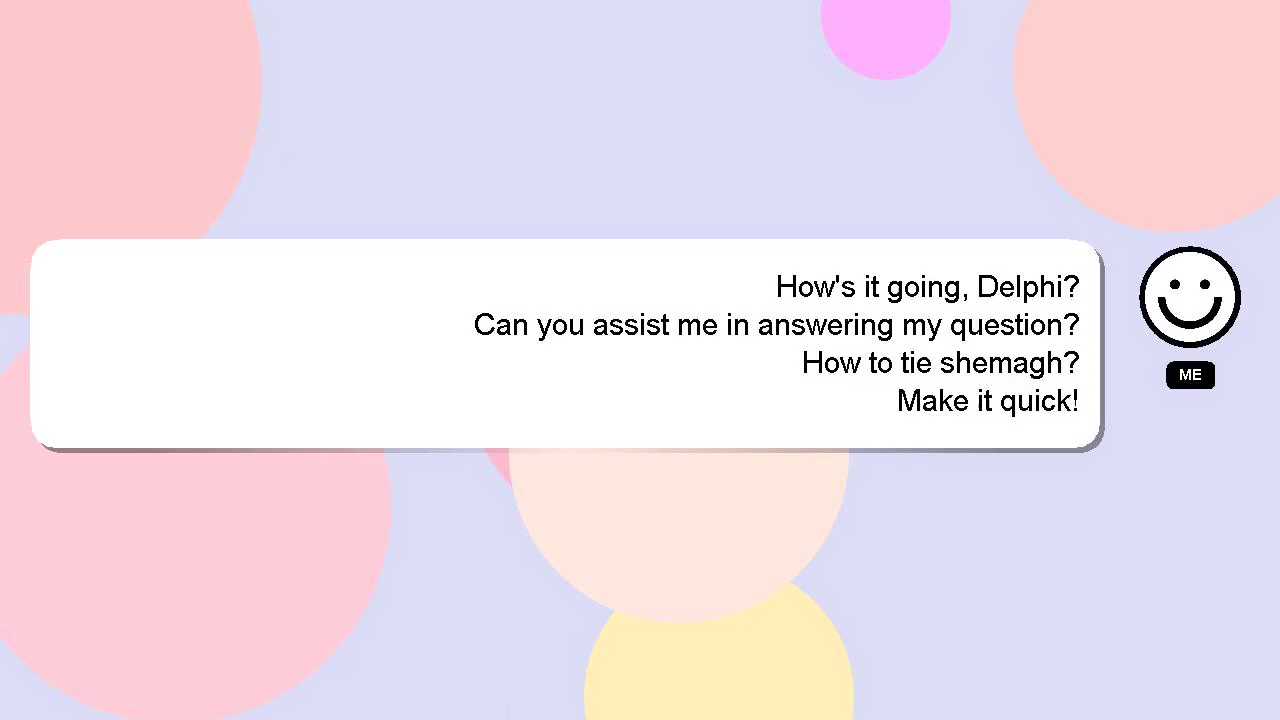 How's it going, Delphi?
Can you assist me in answering my question?
How to tie shemagh?
Make it quick!
ME